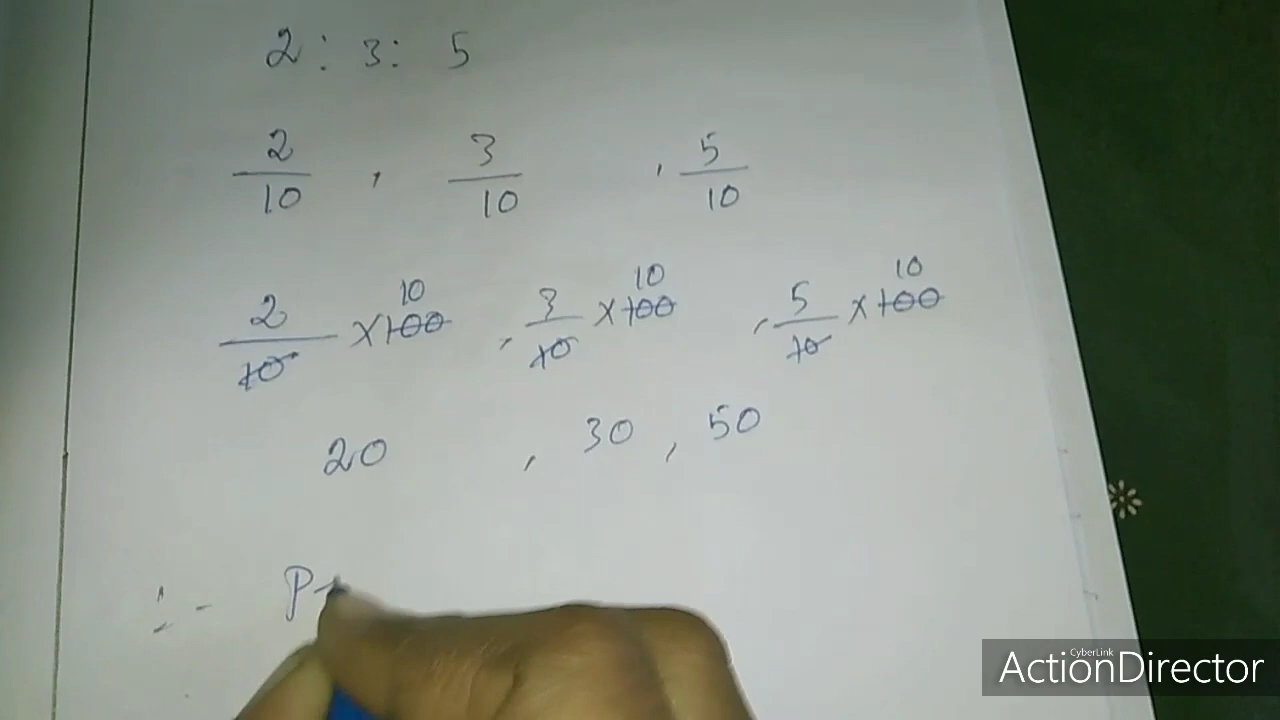 2 : 3 : 5
2/10 , 3/10 , 5/10
10 10 10
2/10 × 100 , 3/10 × 100 , 5/10 × 100
20 , 30 , 50
:- P
CyberLink
ActionDirector